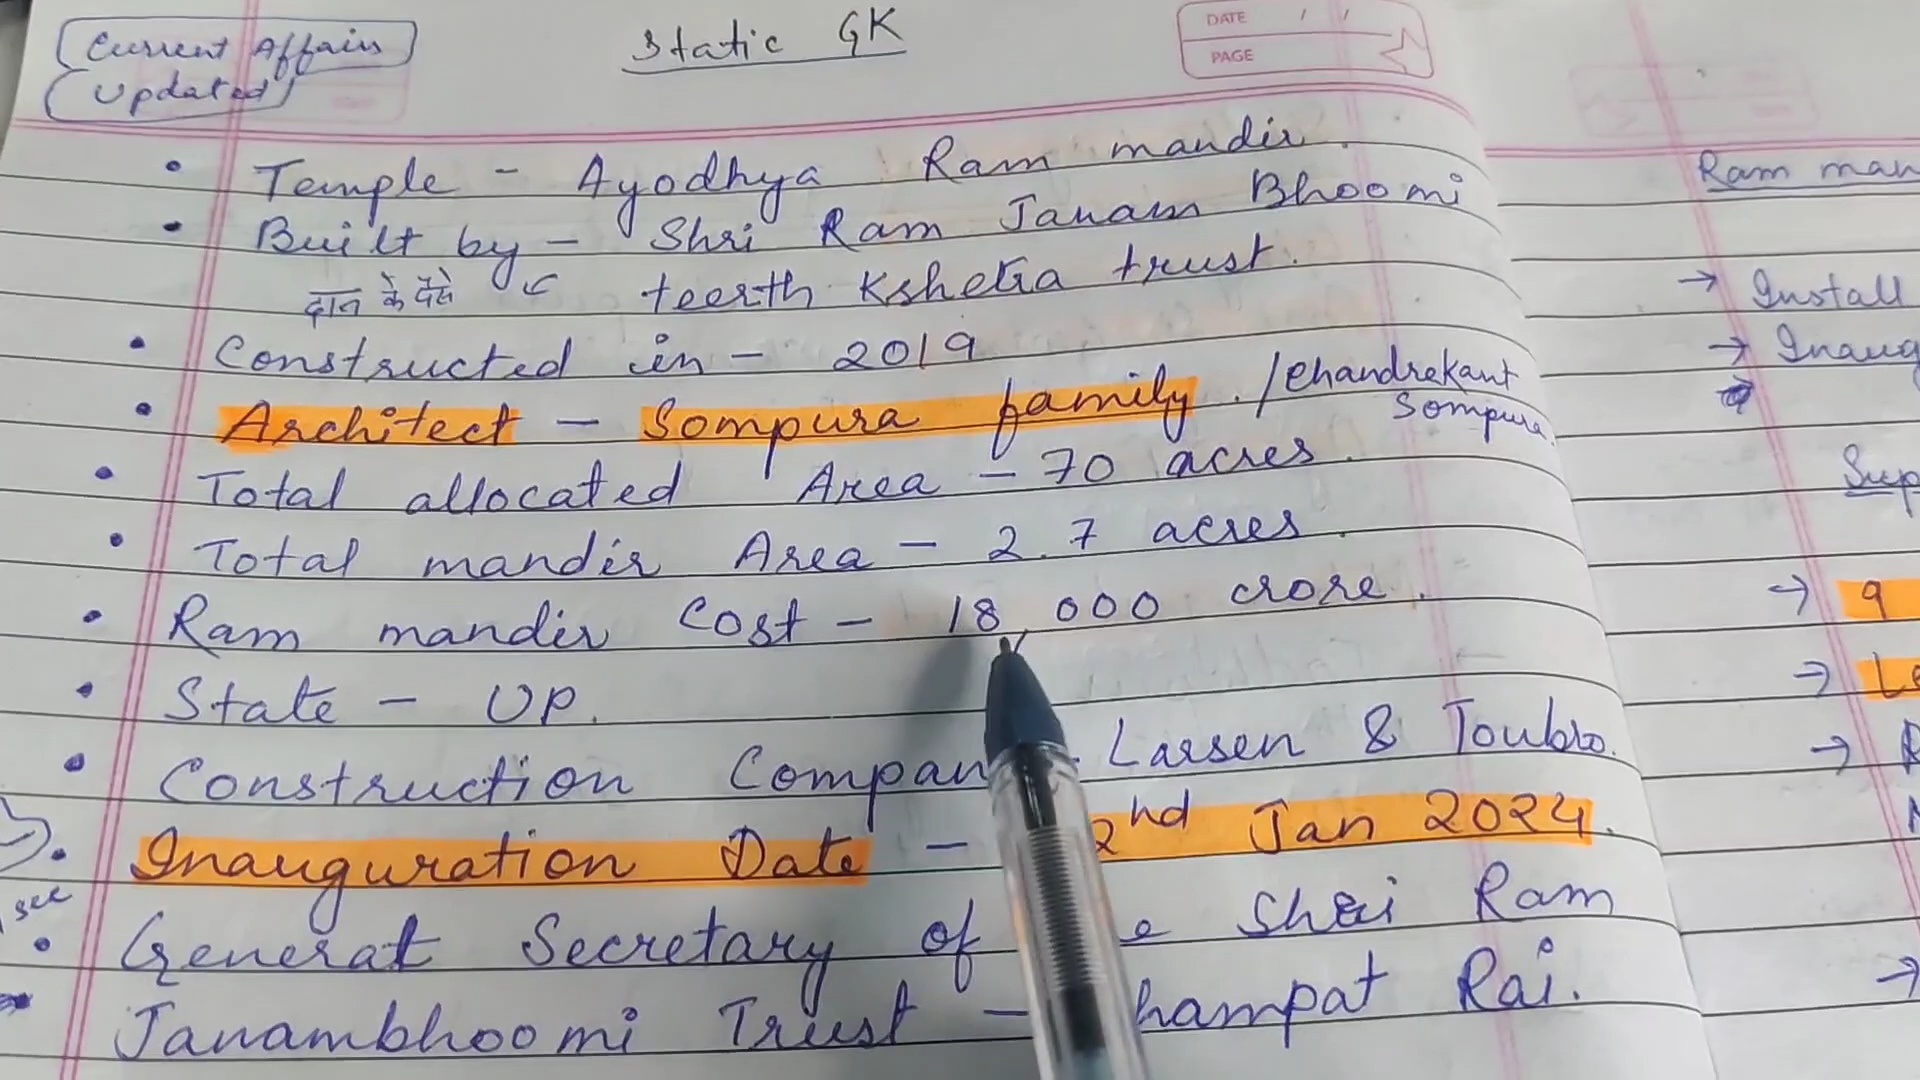 Current Affairs
Updated
Static GK
DATE / /
PAGE
• Temple - Ayodhya Ram mandir.
• Built by - Shri Ram Janam Bhoomi
teerth Kshetra trust.
दान के पैसे
• Constructed in - 2019
• Architect - Sompura family. / Chandrakant
Sompura.
• Total allocated Area - 70 acres.
• Total mandir Area - 2.7 acres.
• Ram mandir Cost - 18,000 crore.
• State - UP.
• Construction Compan - Larsen & Toubro.
• Inauguration Date - 2nd Jan 2024.
see
• General Secretary of e Shri Ram
Janambhoomi Trust - hampat Rai.
Ram man
→ Install
→ Inaug
Sup
→ 9
→ Le
→
→